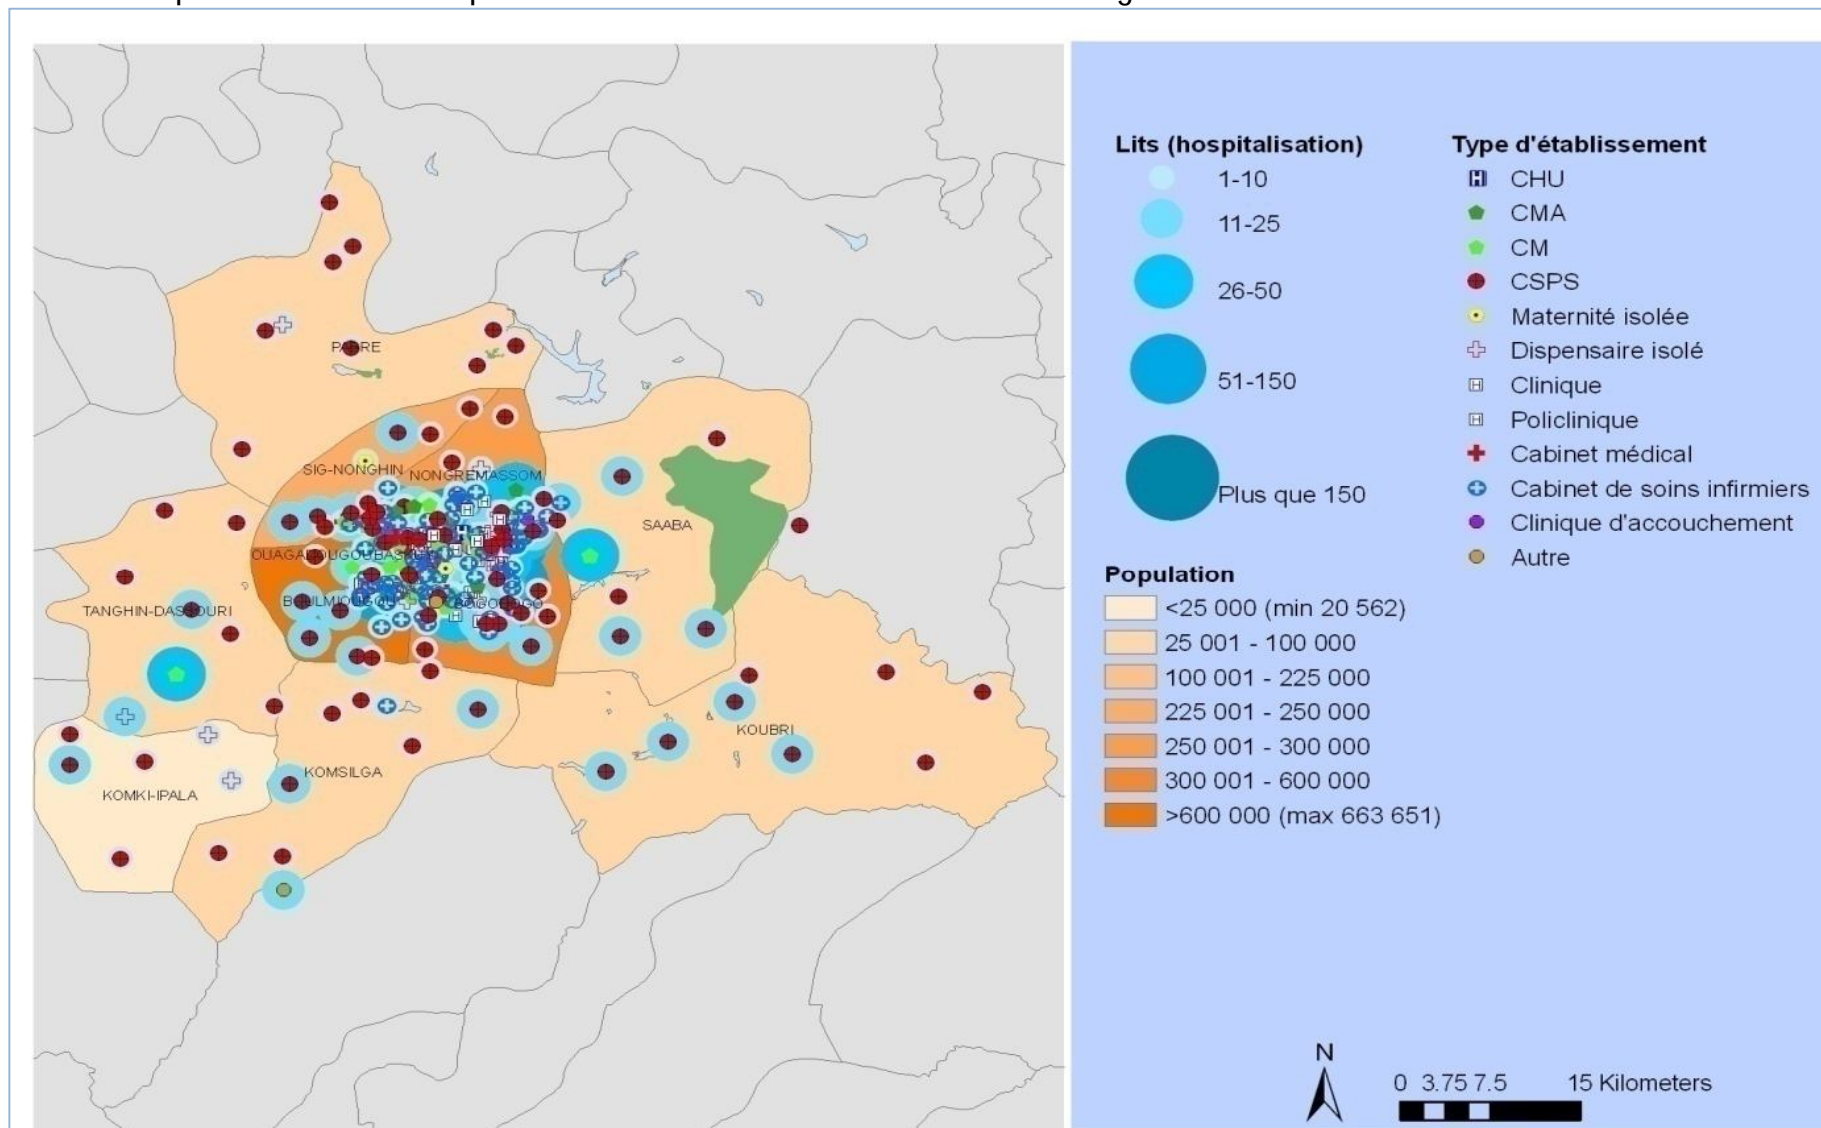 PABRE
SIG-NONGHIN
NONGREMASSOM
SAABA
TANGHIN-DASSOURI
BOULMIOUGOU
BOGODOGO
KOUBRI
KOMSILGA
KOMKI-IPALA
Lits (hospitalisation)
1-10
11-25
26-50
51-150
Plus que 150
Type d'établissement
CHU
CMA
CM
CSPS
Maternité isolée
Dispensaire isolé
Clinique
Policlinique
Cabinet médical
Cabinet de soins infirmiers
Clinique d'accouchement
Autre
Population
<25 000 (min 20 562)
25 001 - 100 000
100 001 - 225 000
225 001 - 250 000
250 001 - 300 000
300 001 - 600 000
>600 000 (max 663 651)
N
0 3.75 7.5 15 Kilometers